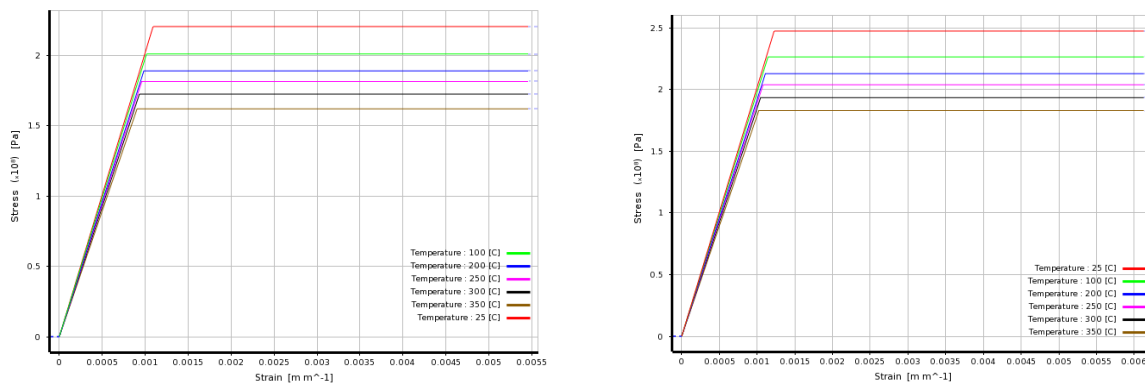 2
1.5
1
0.5
0
Stress (ₓ10⁸) [Pa]
Temperature : 100 [C]
Temperature : 200 [C]
Temperature : 250 [C]
Temperature : 300 [C]
Temperature : 350 [C]
Temperature : 25 [C]
0 0.0005 0.001 0.0015 0.002 0.0025 0.003 0.0035 0.004 0.0045 0.005 0.0055
Strain [m m^-1]
2.5
2
1.5
1
0.5
0
Stress (ₓ10⁸) [Pa]
Temperature : 25 [C]
Temperature : 100 [C]
Temperature : 200 [C]
Temperature : 250 [C]
Temperature : 300 [C]
Temperature : 350 [C]
0 0.0005 0.001 0.0015 0.002 0.0025 0.003 0.0035 0.004 0.0045 0.005 0.0055 0.006
Strain [m m^-1]